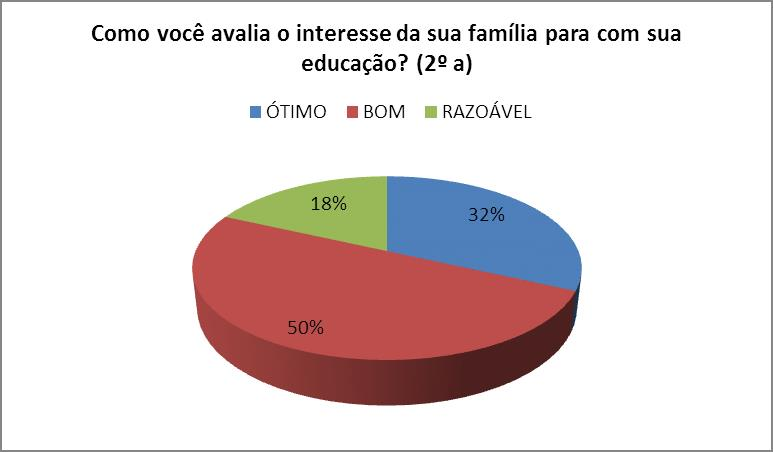 Como você avalia o interesse da sua família para com sua
educação? (2º a)
ÓTIMO BOM RAZOÁVEL
18%
32%
50%